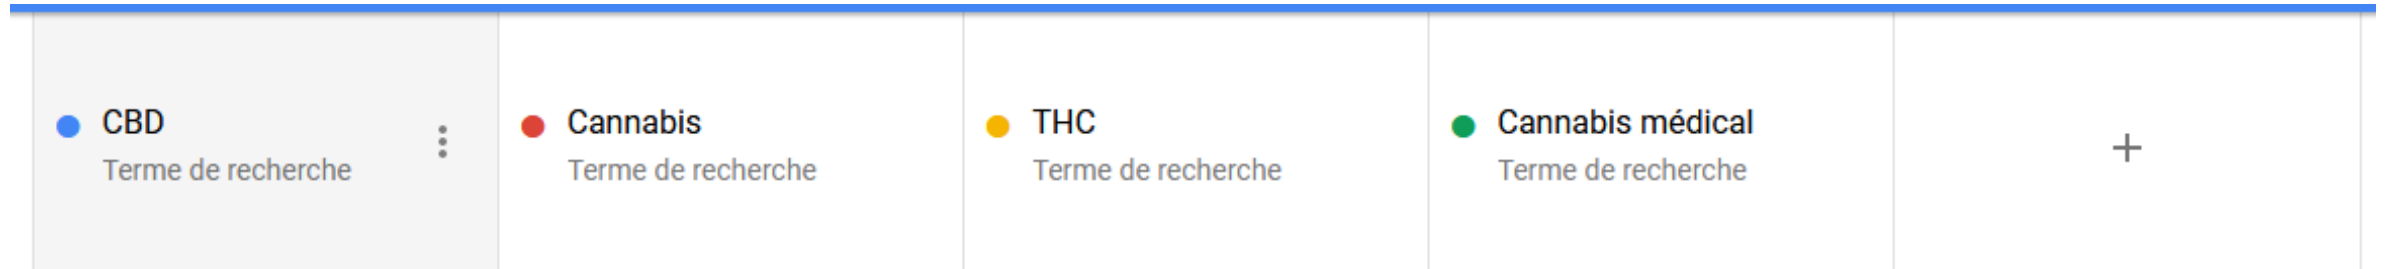 CBD
Terme de recherche
Cannabis
Terme de recherche
THC
Terme de recherche
Cannabis médical
Terme de recherche
+